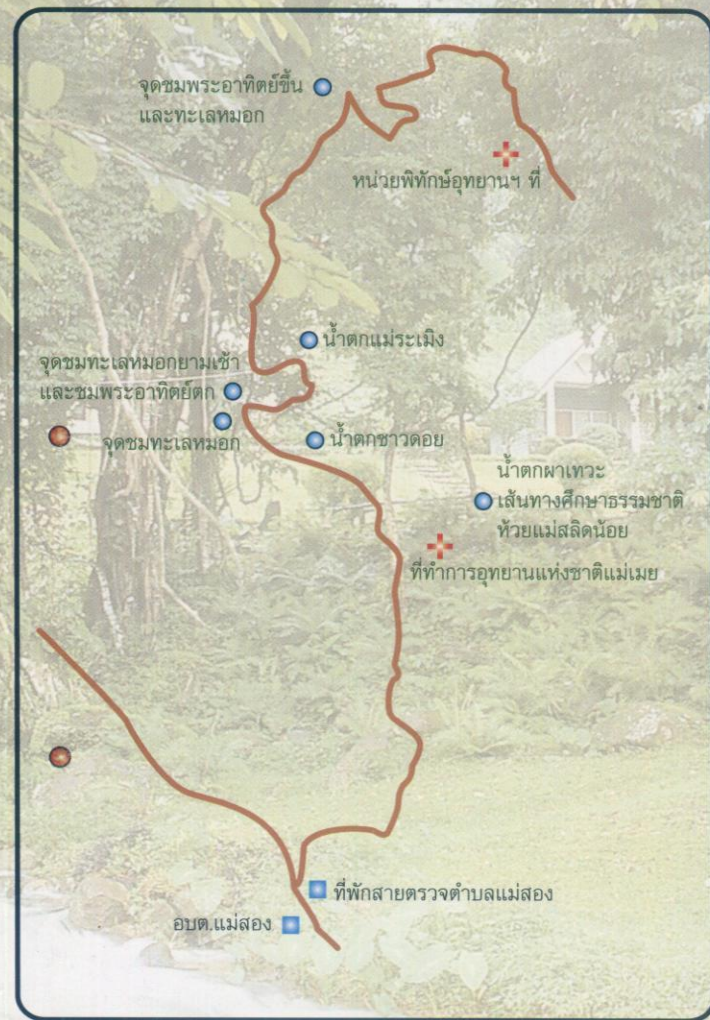 จุดชมพระอาทิตย์ขึ้น
และทะเลหมอก
หน่วยพิทักษ์อุทยานฯ ที่
น้ำตกแม่ระเมิง
จุดชมทะเลหมอกยามเช้า
และชมพระอาทิตย์ตก
จุดชมทะเลหมอก
น้ำตกชาวดอย
น้ำตกผาเทวะ
เส้นทางศึกษาธรรมชาติ
ห้วยแม่สลิดน้อย
ที่ทำการอุทยานแห่งชาติแม่เมย
ที่พักสายตรวจตำบลแม่สอง
อบต.แม่สอง